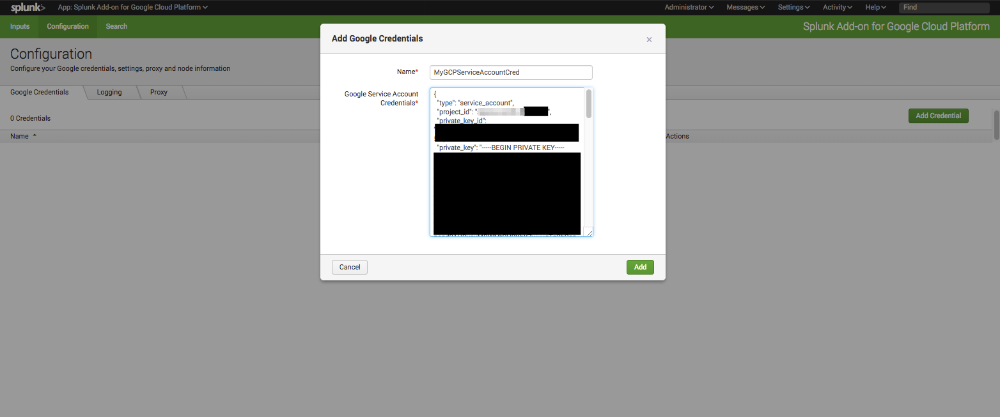 splunk> App: Splunk Add-on for Google Cloud Platform Administrator Messages Settings Activity Help Find
Inputs Configuration Search Splunk Add-on for Google Cloud Platform
Configuration
Configure your Google credentials, settings, proxy and node information
Google Credentials Logging Proxy
0 Credentials Add Credential
Name Actions
Add Google Credentials ×
Name* MyGCPServiceAccountCred
Google Service Account
Credentials*
{
"type": "service_account",
"project_id": "
",
"private_key_id":
"private_key": "-----BEGIN PRIVATE KEY-----
Cancel Add